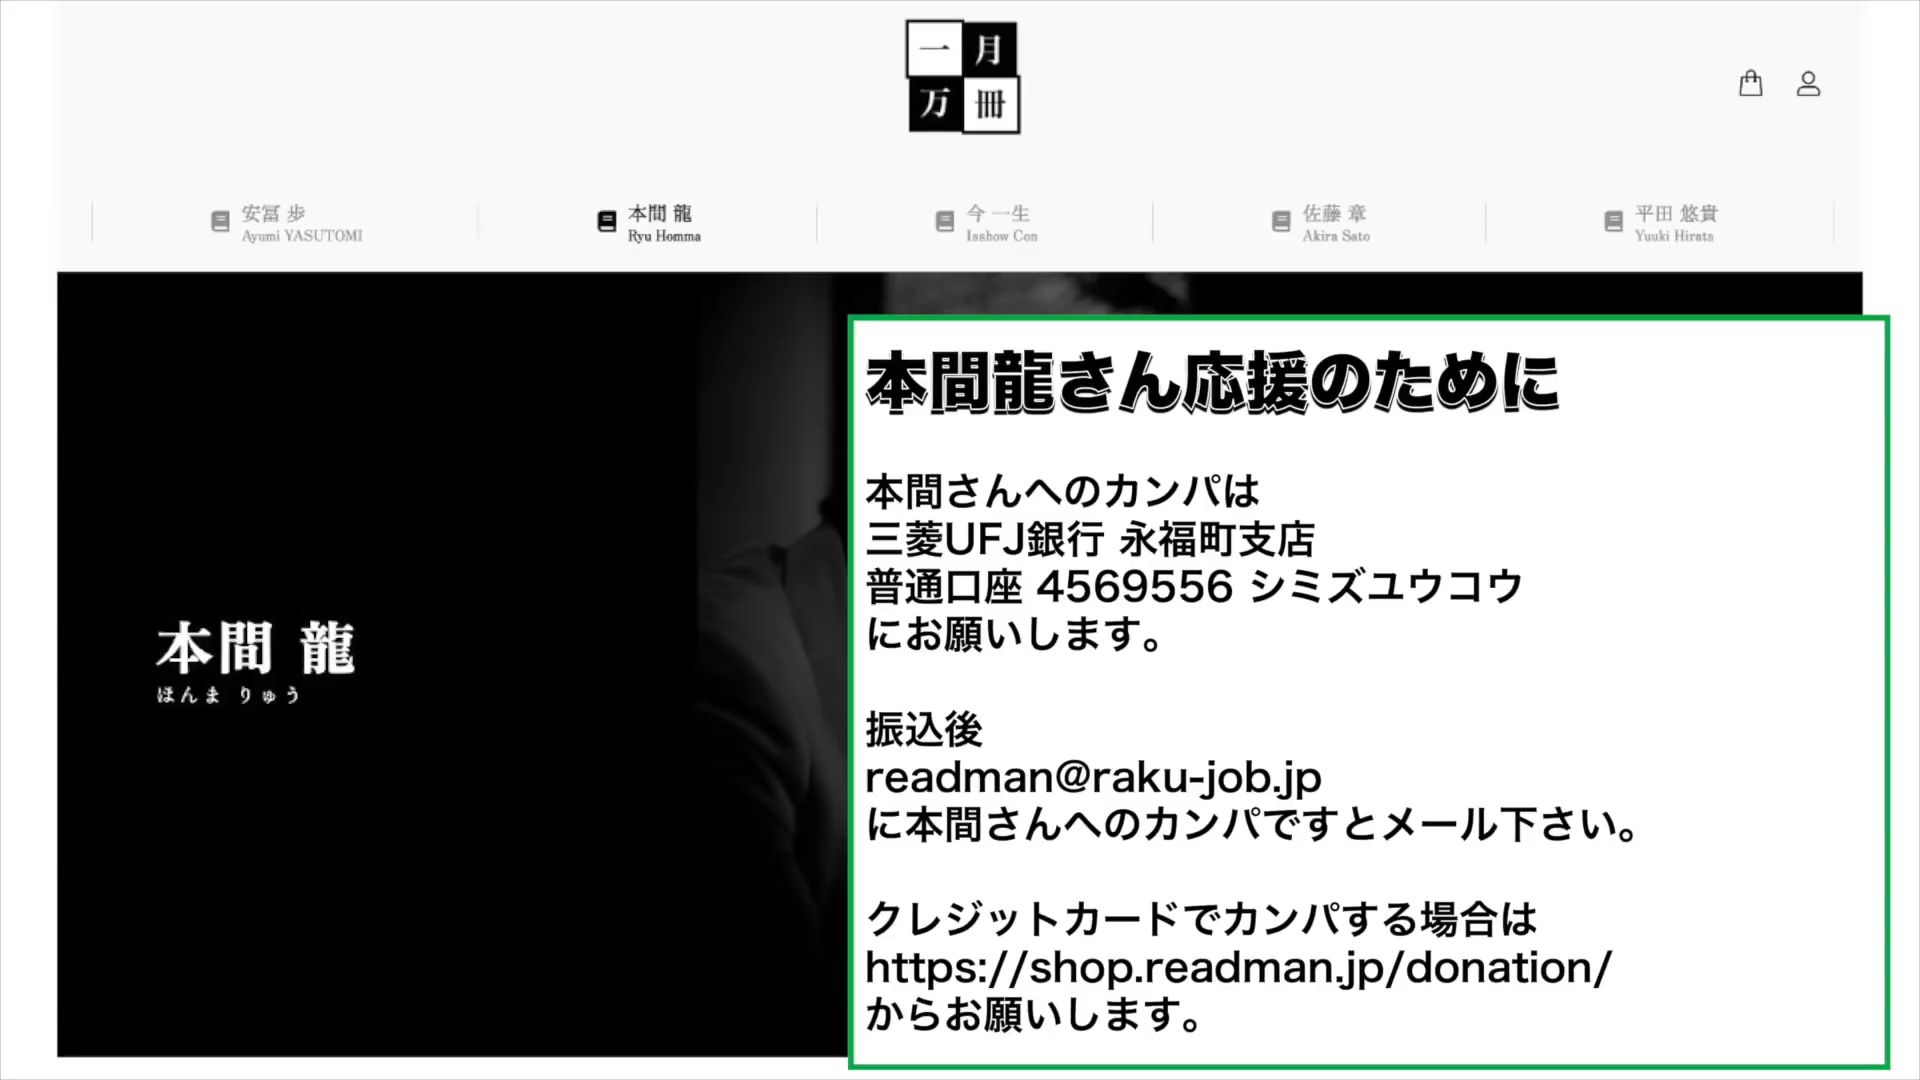 一月
万冊
安冨 歩
Ayumi YASUTOMI
本間 龍
Ryu Homma
今 一生
Isshow Con
佐藤 章
Akira Sato
平田 悠貴
Yuuki Hirata
本間 龍
ほんま りゅう
本間龍さん応援のために
本間さんへのカンパは
三菱UFJ銀行 永福町支店
普通口座 4569556 シミズユウコウ
にお願いします。
振込後
readman@raku-job.jp
に本間さんへのカンパですとメール下さい。
クレジットカードでカンパする場合は
https://shop.readman.jp/donation/
からお願いします。